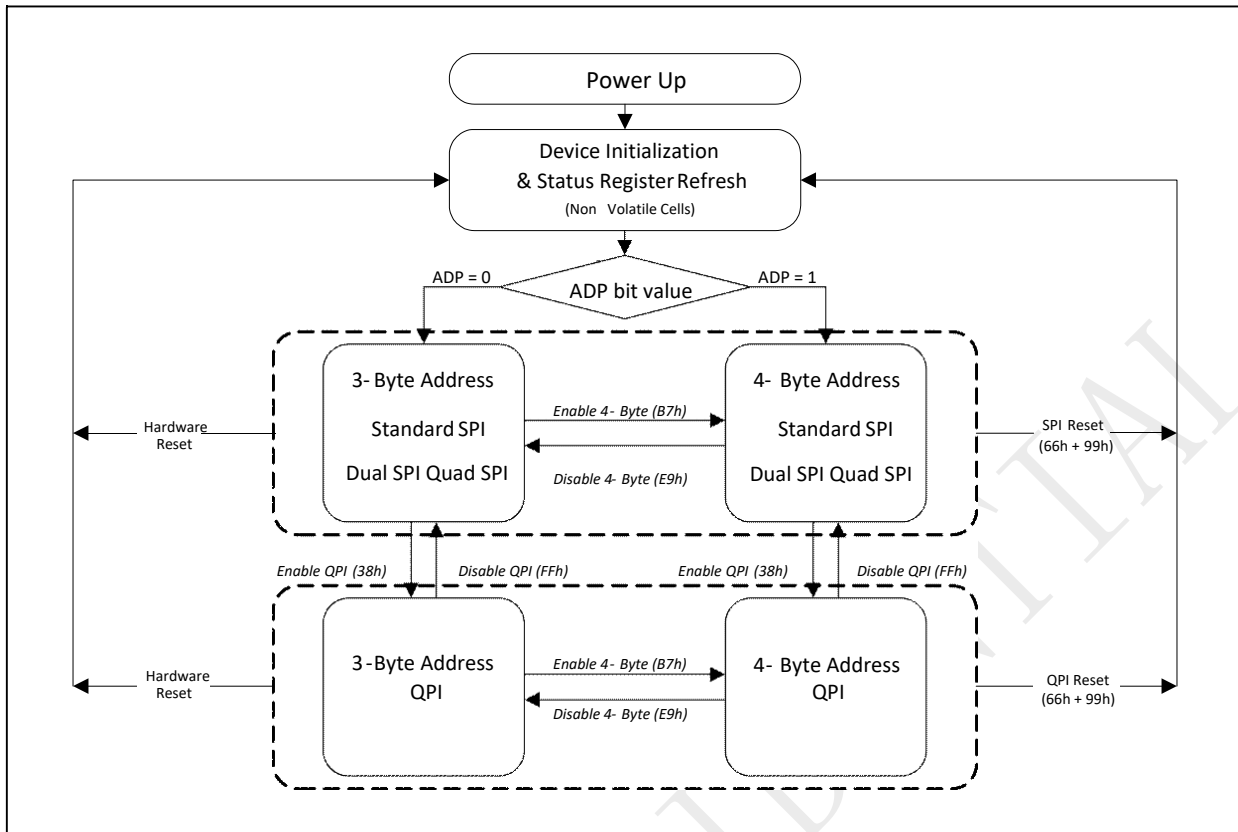 Power Up
Device Initialization
& Status Register Refresh
(Non Volatile Cells)
ADP = 0
ADP bit value
ADP = 1
3- Byte Address
Standard SPI
Dual SPI Quad SPI
Enable 4- Byte (B7h)
Disable 4- Byte (E9h)
4- Byte Address
Standard SPI
Dual SPI Quad SPI
Hardware
Reset
SPI Reset
(66h + 99h)
Enable QPI (38h)
Disable QPI (FFh)
Enable QPI (38h)
Disable QPI (FFh)
3-Byte Address
QPI
Enable 4- Byte (B7h)
Disable 4- Byte (E9h)
4- Byte Address
QPI
Hardware
Reset
QPI Reset
(66h + 99h)